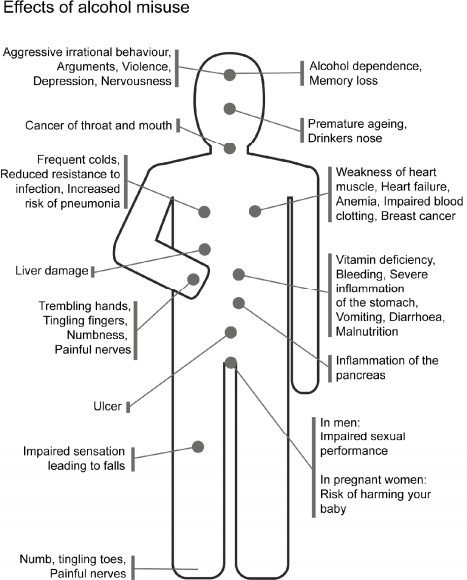 Effects of alcohol misuse
Aggressive irrational behaviour,
Arguments, Violence,
Depression, Nervousness
Alcohol dependence,
Memory loss
Cancer of throat and mouth
Premature ageing,
Drinkers nose
Frequent colds,
Reduced resistance to
infection, Increased
risk of pneumonia
Weakness of heart
muscle, Heart failure,
Anemia, Impaired blood
clotting, Breast cancer
Liver damage
Vitamin deficiency,
Bleeding, Severe
inflammation
of the stomach,
Vomiting, Diarrhoea,
Malnutrition
Trembling hands,
Tingling fingers,
Numbness,
Painful nerves
Inflammation of the
pancreas
Ulcer
In men:
Impaired sexual
performance
In pregnant women:
Risk of harming your
baby
Impaired sensation
leading to falls
Numb, tingling toes,
Painful nerves